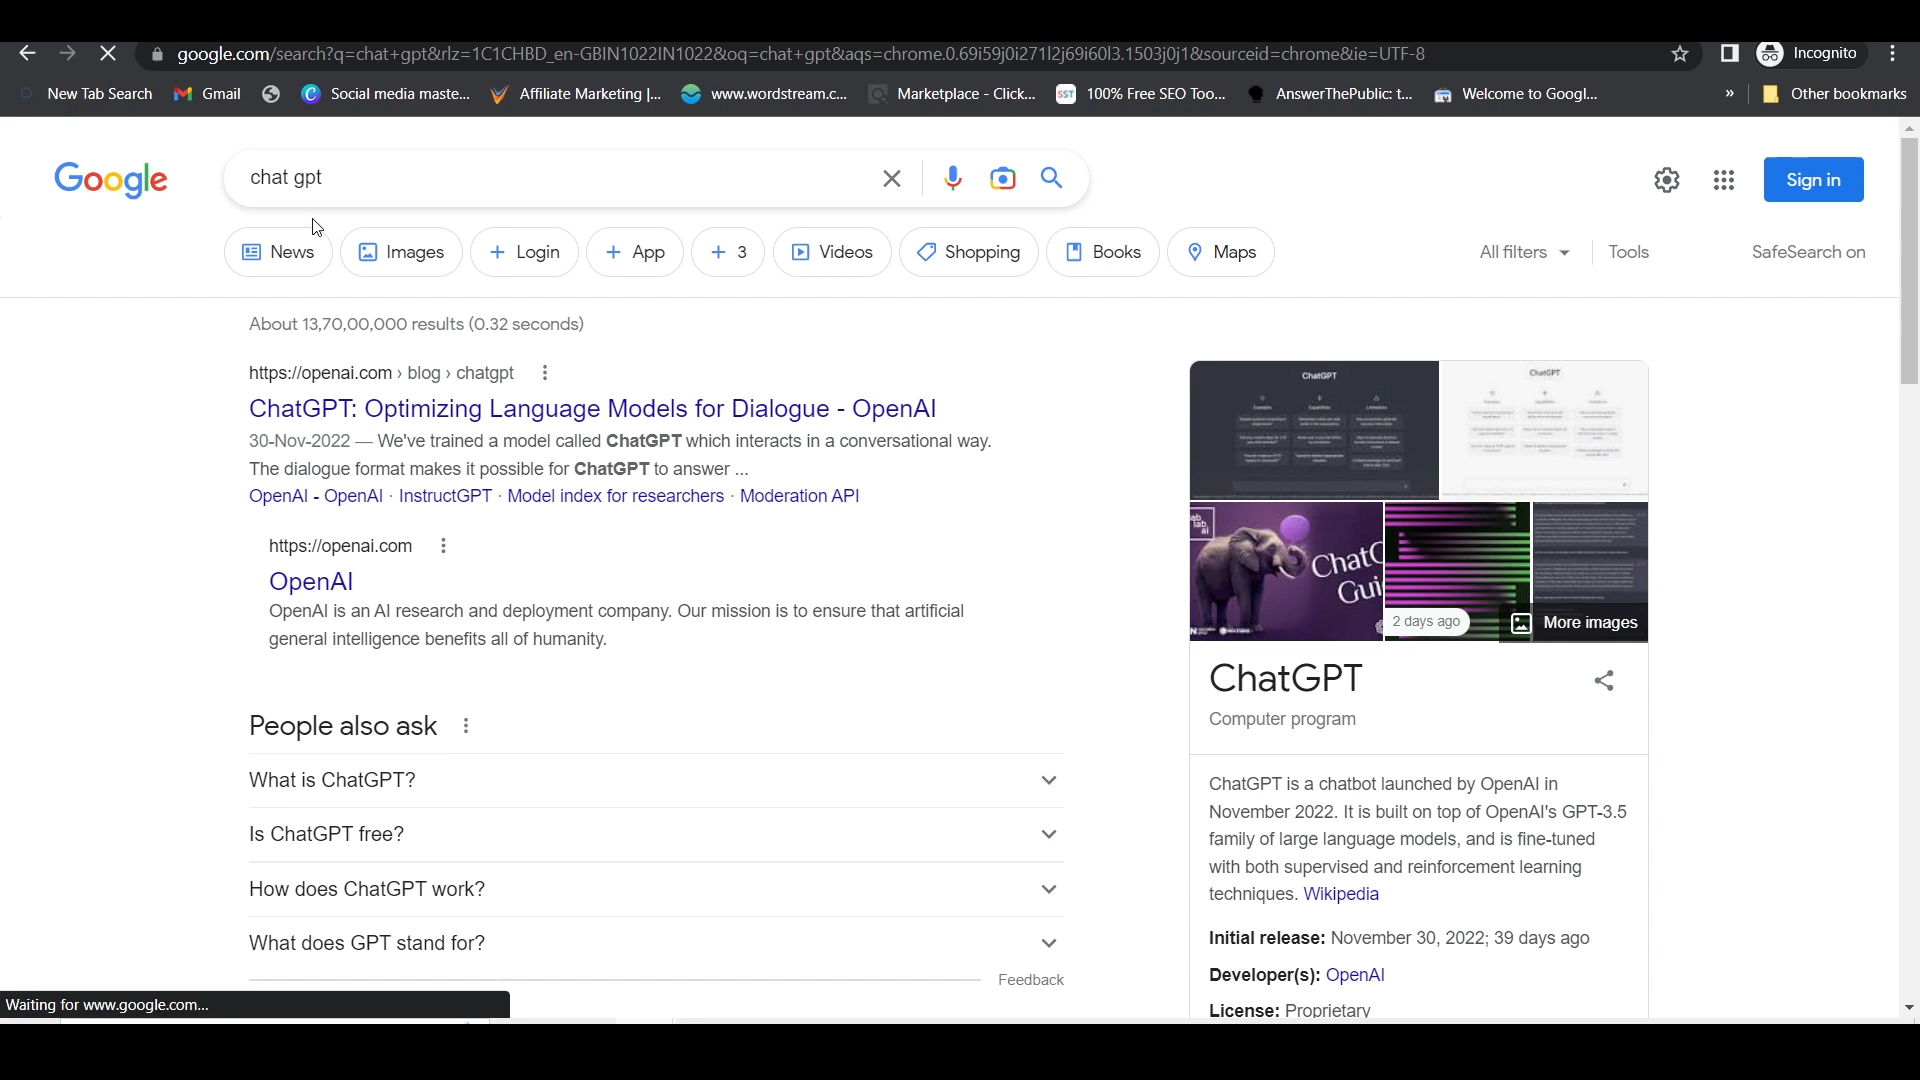 google.com/search?q=chat+gpt&rlz=1C1CHBD_en-GBIN1022IN1022&oq=chat+gpt&aqs=chrome.0.69i59j0i271l2j69i60l3.1503j0j1&sourceid=chrome&ie=UTF-8
Incognito
New Tab Search
Gmail
Social media maste...
Affiliate Marketing |...
www.wordstream.c...
Marketplace - Click...
SST
100% Free SEO Too...
AnswerThePublic: t...
Welcome to Googl...
»
Other bookmarks
Google
chat gpt
Sign in
News
Images
+ Login
+ App
+ 3
Videos
Shopping
Books
Maps
All filters
Tools
SafeSearch on
About 13,70,00,000 results (0.32 seconds)
https://openai.com › blog › chatgpt
ChatGPT: Optimizing Language Models for Dialogue - OpenAI
30-Nov-2022 — We've trained a model called ChatGPT which interacts in a conversational way.
The dialogue format makes it possible for ChatGPT to answer ...
OpenAI - OpenAI · InstructGPT · Model index for researchers · Moderation API
https://openai.com
OpenAI
OpenAI is an AI research and deployment company. Our mission is to ensure that artificial
general intelligence benefits all of humanity.
People also ask
What is ChatGPT?
Is ChatGPT free?
How does ChatGPT work?
What does GPT stand for?
Feedback
ChatGPT
ChatGPT
ab
lab
ai
ChatG
Gui
2 days ago
More images
ChatGPT
Computer program
ChatGPT is a chatbot launched by OpenAI in
November 2022. It is built on top of OpenAI's GPT-3.5
family of large language models, and is fine-tuned
with both supervised and reinforcement learning
techniques. Wikipedia
Initial release: November 30, 2022; 39 days ago
Developer(s): OpenAI
License: Proprietary
Waiting for www.google.com...